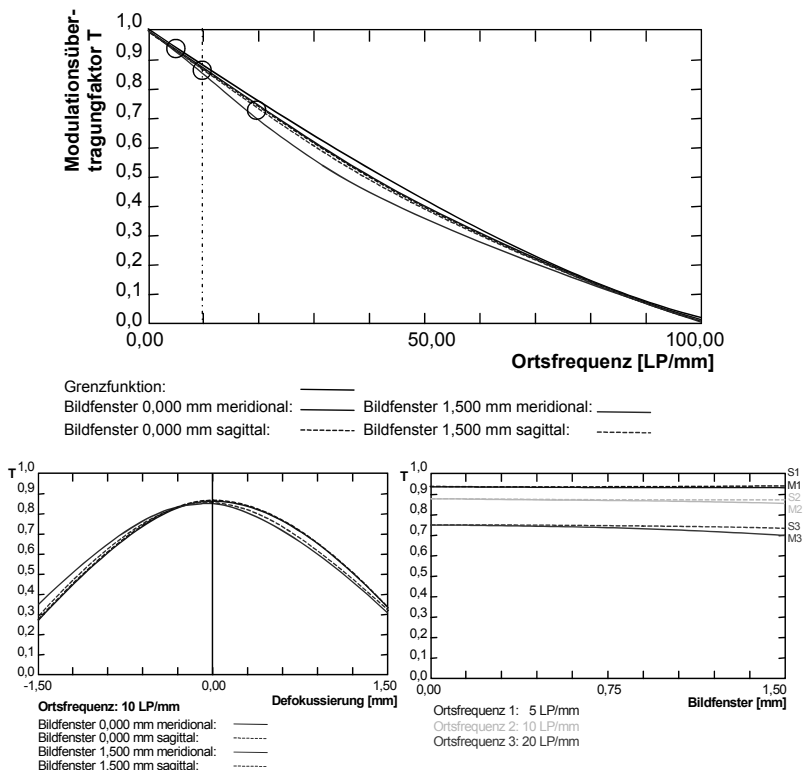 Modulationsüber-
tragungfaktor T
1,0
0,9
0,8
0,7
0,6
0,5
0,4
0,3
0,2
0,1
0,0
0,00
50,00
100,00
Ortsfrequenz [LP/mm]
Grenzfunktion:
Bildfenster 0,000 mm meridional:
Bildfenster 1,500 mm meridional:
Bildfenster 0,000 mm sagittal:
Bildfenster 1,500 mm sagittal:
T
1,0
0,9
0,8
0,7
0,6
0,5
0,4
0,3
0,2
0,1
0,0
-1,50
0,00
1,50
Defokussierung [mm]
Ortsfrequenz: 10 LP/mm
Bildfenster 0,000 mm meridional:
Bildfenster 0,000 mm sagittal:
Bildfenster 1,500 mm meridional:
Bildfenster 1,500 mm sagittal:
T
1,0
0,9
0,8
0,7
0,6
0,5
0,4
0,3
0,2
0,1
0,0
S1
M1
S2
M2
S3
M3
0,00
0,75
1,50
Bildfenster [mm]
Ortsfrequenz 1: 5 LP/mm
Ortsfrequenz 2: 10 LP/mm
Ortsfrequenz 3: 20 LP/mm